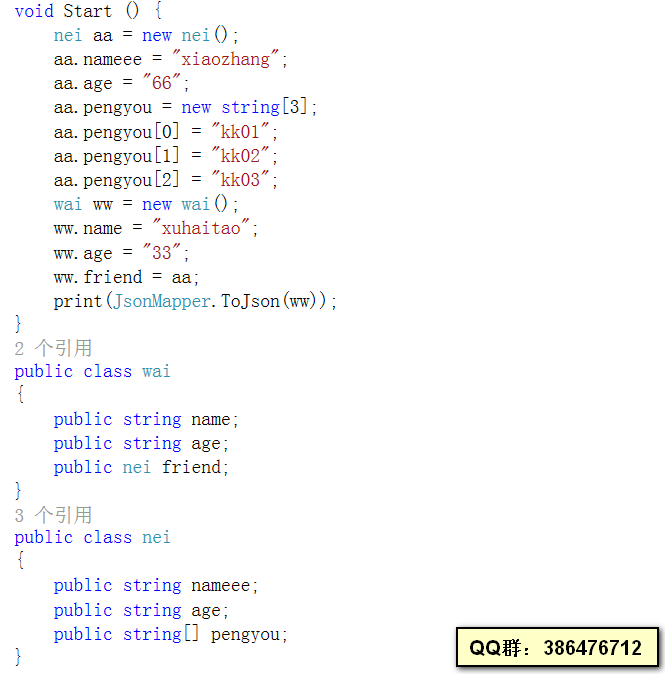 void Start () {
    nei aa = new nei();
    aa.nameee = "xiaozhang";
    aa.age = "66";
    aa.pengyou = new string[3];
    aa.pengyou[0] = "kk01";
    aa.pengyou[1] = "kk02";
    aa.pengyou[2] = "kk03";
    wai ww = new wai();
    ww.name = "xuhaitao";
    ww.age = "33";
    ww.friend = aa;
    print(JsonMapper.ToJson(ww));
}
2 个引用
public class wai
{
    public string name;
    public string age;
    public nei friend;
}
3 个引用
public class nei
{
    public string nameee;
    public string age;
    public string[] pengyou;
}
QQ群：386476712